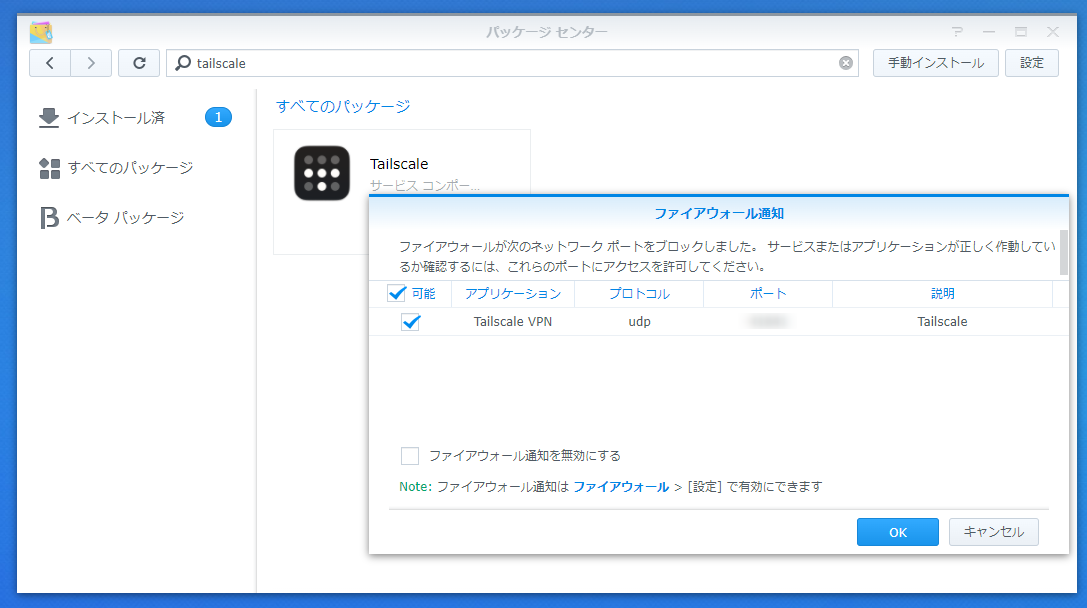 パッケージ センター
tailscale
手動インストール
設定
インストール済
1
すべてのパッケージ
ベータ パッケージ
すべてのパッケージ
Tailscale
サービス コンポー...
ファイアウォール通知
ファイアウォールが次のネットワーク ポートをブロックしました。 サービスまたはアプリケーションが正しく作動してい
るか確認するには、これらのポートにアクセスを許可してください。
可能 アプリケーション プロトコル ポート 説明
Tailscale VPN udp Tailscale
ファイアウォール通知を無効にする
Note: ファイアウォール通知は ファイアウォール > [設定] で有効にできます
OK
キャンセル